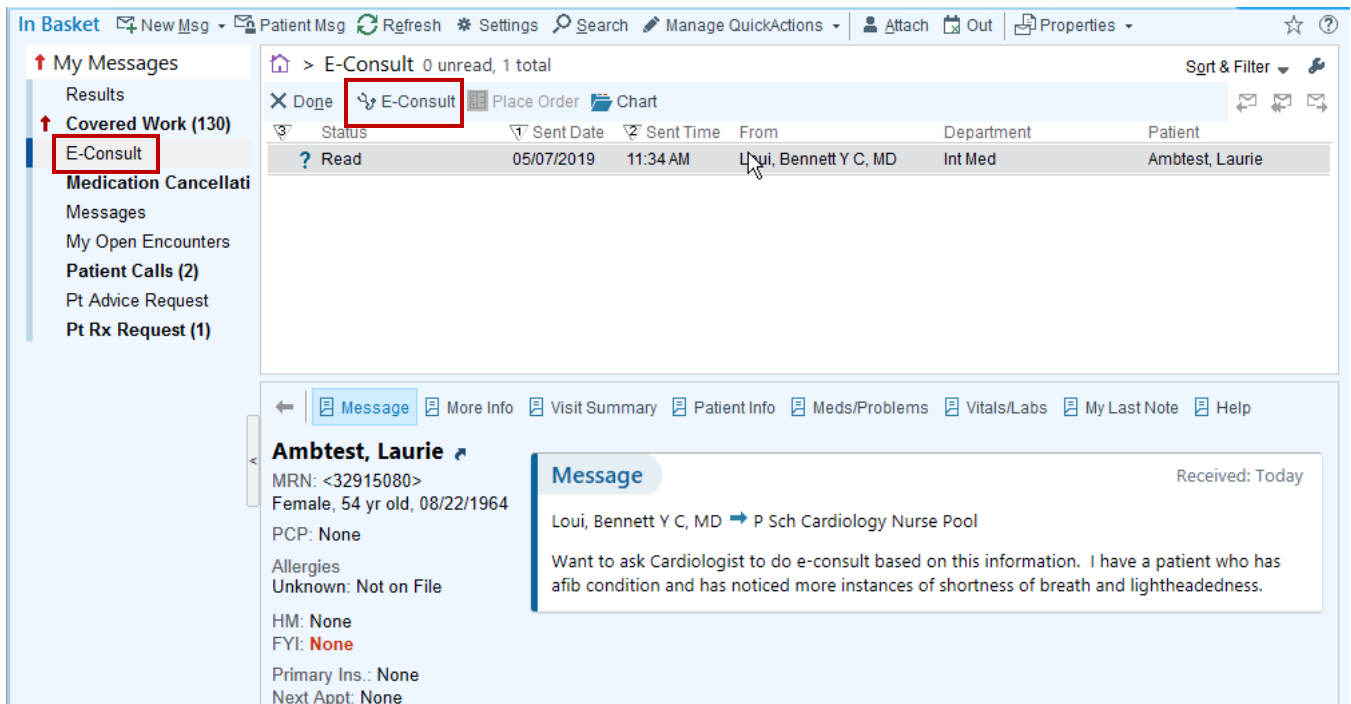 In Basket New Msg Patient Msg Refresh Settings Search Manage QuickActions Attach Out Properties
My Messages
Results
Covered Work (130)
E-Consult
Medication Cancellati
Messages
My Open Encounters
Patient Calls (2)
Pt Advice Request
Pt Rx Request (1)
> E-Consult 0 unread, 1 total Sort & Filter
Done E-Consult Place Order Chart
3 Status 1 Sent Date 2 Sent Time From Department Patient
? Read 05/07/2019 11:34 AM Loui, Bennett Y C, MD Int Med Ambtest, Laurie
<
Message More Info Visit Summary Patient Info Meds/Problems Vitals/Labs My Last Note Help
Ambtest, Laurie
MRN: <32915080>
Female, 54 yr old, 08/22/1964
PCP: None
Allergies
Unknown: Not on File
HM: None
FYI: None
Primary Ins.: None
Next Appt: None
Message Received: Today
Loui, Bennett Y C, MD ➡ P Sch Cardiology Nurse Pool
Want to ask Cardiologist to do e-consult based on this information. I have a patient who has
afib condition and has noticed more instances of shortness of breath and lightheadedness.